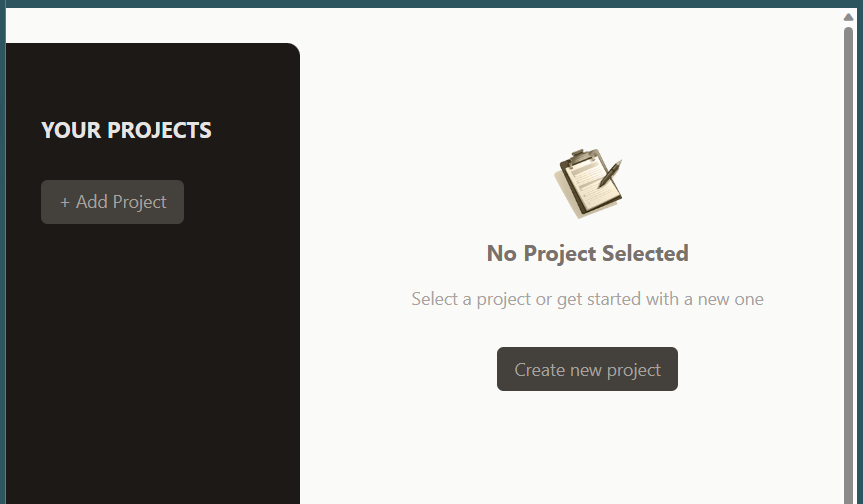 YOUR PROJECTS
+ Add Project
No Project Selected
Select a project or get started with a new one
Create new project